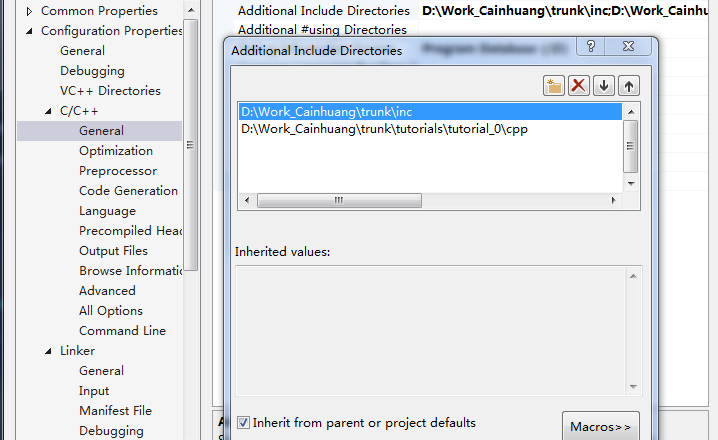 Common Properties
Configuration Properties
General
Debugging
VC++ Directories
C/C++
General
Optimization
Preprocessor
Code Generation
Language
Precompiled Head
Output Files
Browse Informatic
Advanced
All Options
Command Line
Linker
General
Input
Manifest File
Debugging
Additional Include Directories D:\Work_Cainhuang\trunk\inc;D:\Work_Cainhu
Additional #using Directories
Additional Include Directories
D:\Work_Cainhuang\trunk\inc
D:\Work_Cainhuang\trunk\tutorials\tutorial_0\cpp
Inherited values:
Inherit from parent or project defaults
Macros>>